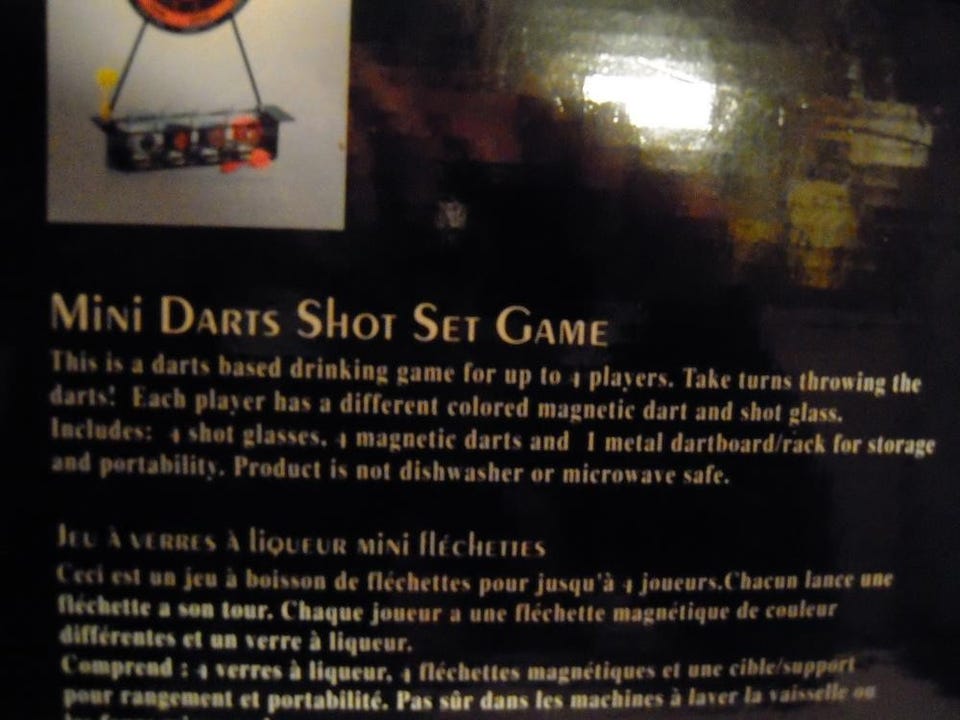 Mini Darts Shot Set Game
This is a darts based drinking game for up to 4 players. Take turns throwing the
darts! Each player has a different colored magnetic dart and shot glass.
Includes: 4 shot glasses, 4 magnetic darts and 1 metal dartboard/rack for storage
and portability. Product is not dishwasher or microwave safe.
Jeu à verres à liqueur mini fléchettes
Ceci est un jeu à boisson de fléchettes pour jusqu'à 4 joueurs.Chacun lance une
fléchette a son tour. Chaque joueur a une fléchette magnétique de couleur
différentes et un verre à liqueur.
Comprend : 4 verres à liqueur, 4 fléchettes magnétiques et une cible/support
pour rangement et portabilité. Pas sûr dans les machines à laver la vaisselle ou